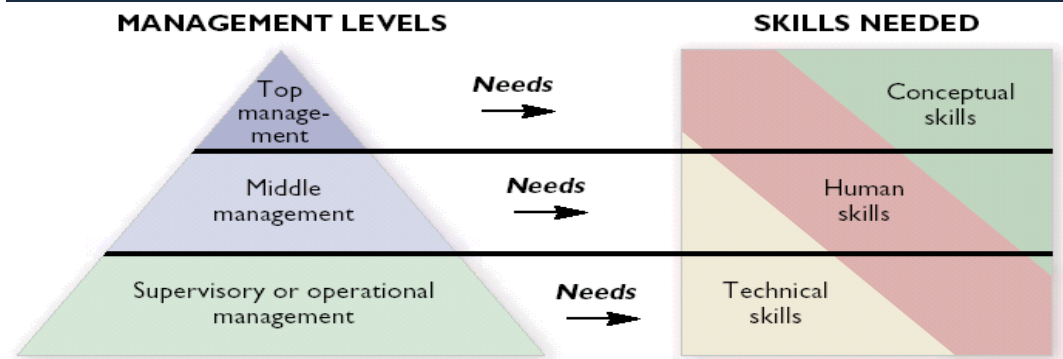 MANAGEMENT LEVELS
SKILLS NEEDED
Top
manage-
ment
Needs
Conceptual
skills
Middle
management
Needs
Human
skills
Supervisory or operational
management
Needs
Technical
skills